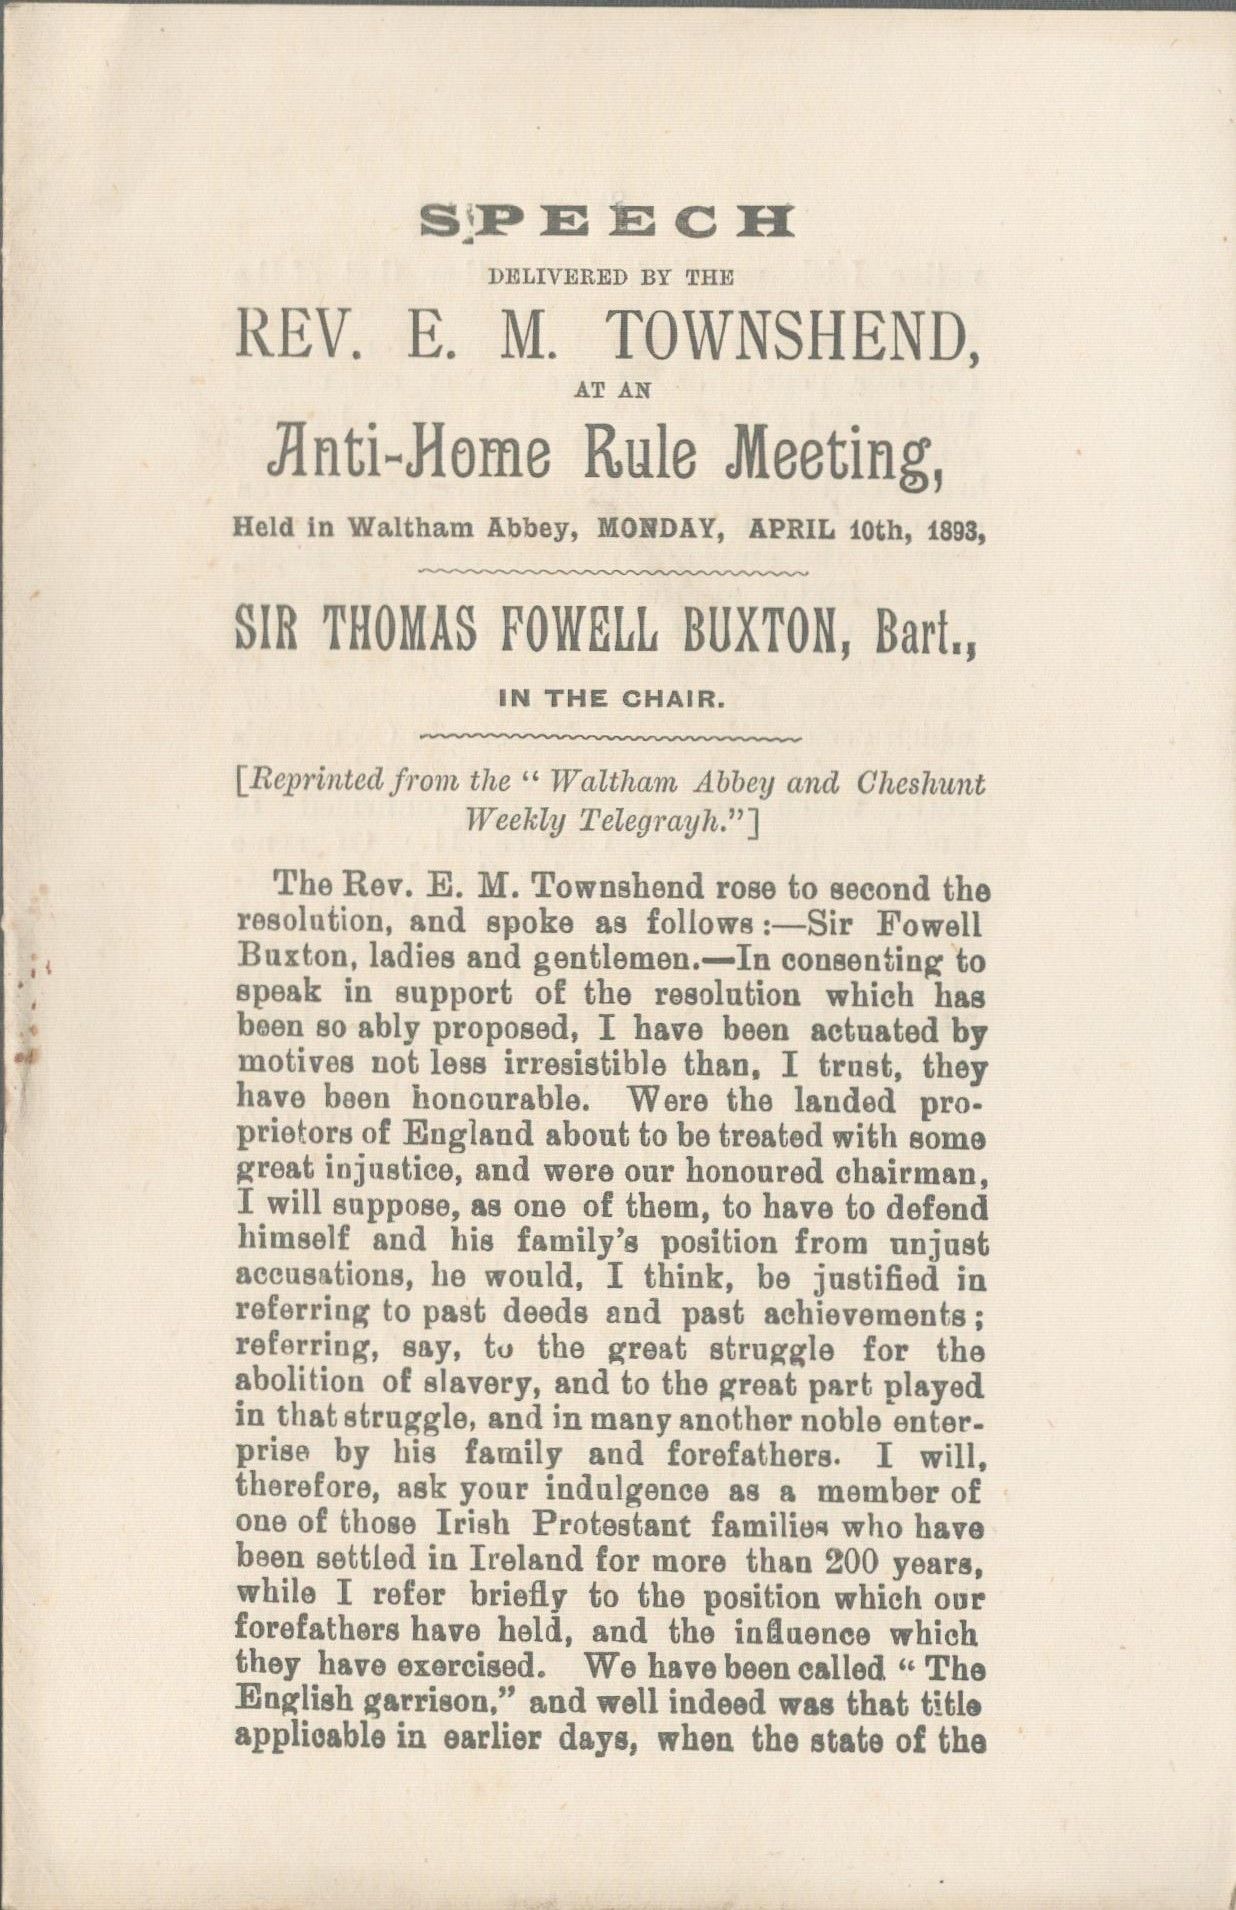 SPEECH
DELIVERED BY THE
REV. E. M. TOWNSHEND,
AT AN
Anti-Home Rule Meeting,
Held in Waltham Abbey, MONDAY, APRIL 10th, 1893,
SIR THOMAS FOWELL BUXTON, Bart.,
IN THE CHAIR.
[Reprinted from the “ Waltham Abbey and Cheshunt
Weekly Telegrayh.”]
The Rev. E. M. Townshend rose to second the
resolution, and spoke as follows :—Sir Fowell
Buxton, ladies and gentlemen.—In consenting to
speak in support of the resolution which has
been so ably proposed, I have been actuated by
motives not less irresistible than, I trust, they
have been honourable. Were the landed pro-
prietors of England about to be treated with some
great injustice, and were our honoured chairman,
I will suppose, as one of them, to have to defend
himself and his family's position from unjust
accusations, he would, I think, be justified in
referring to past deeds and past achievements ;
referring, say, to the great struggle for the
abolition of slavery, and to the great part played
in that struggle, and in many another noble enter-
prise by his family and forefathers. I will,
therefore, ask your indulgence as a member of
one of those Irish Protestant families who have
been settled in Ireland for more than 200 years,
while I refer briefly to the position which our
forefathers have held, and the influence which
they have exercised. We have been called “ The
English garrison,” and well indeed was that title
applicable in earlier days, when the state of the